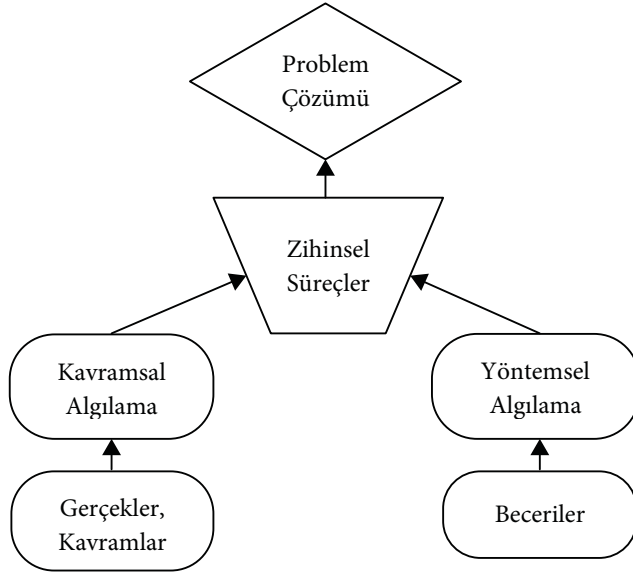 Problem
Çözümü
Zihinsel
Süreçler
Kavramsal
Algılama
Yöntemsel
Algılama
Gerçekler,
Kavramlar
Beceriler